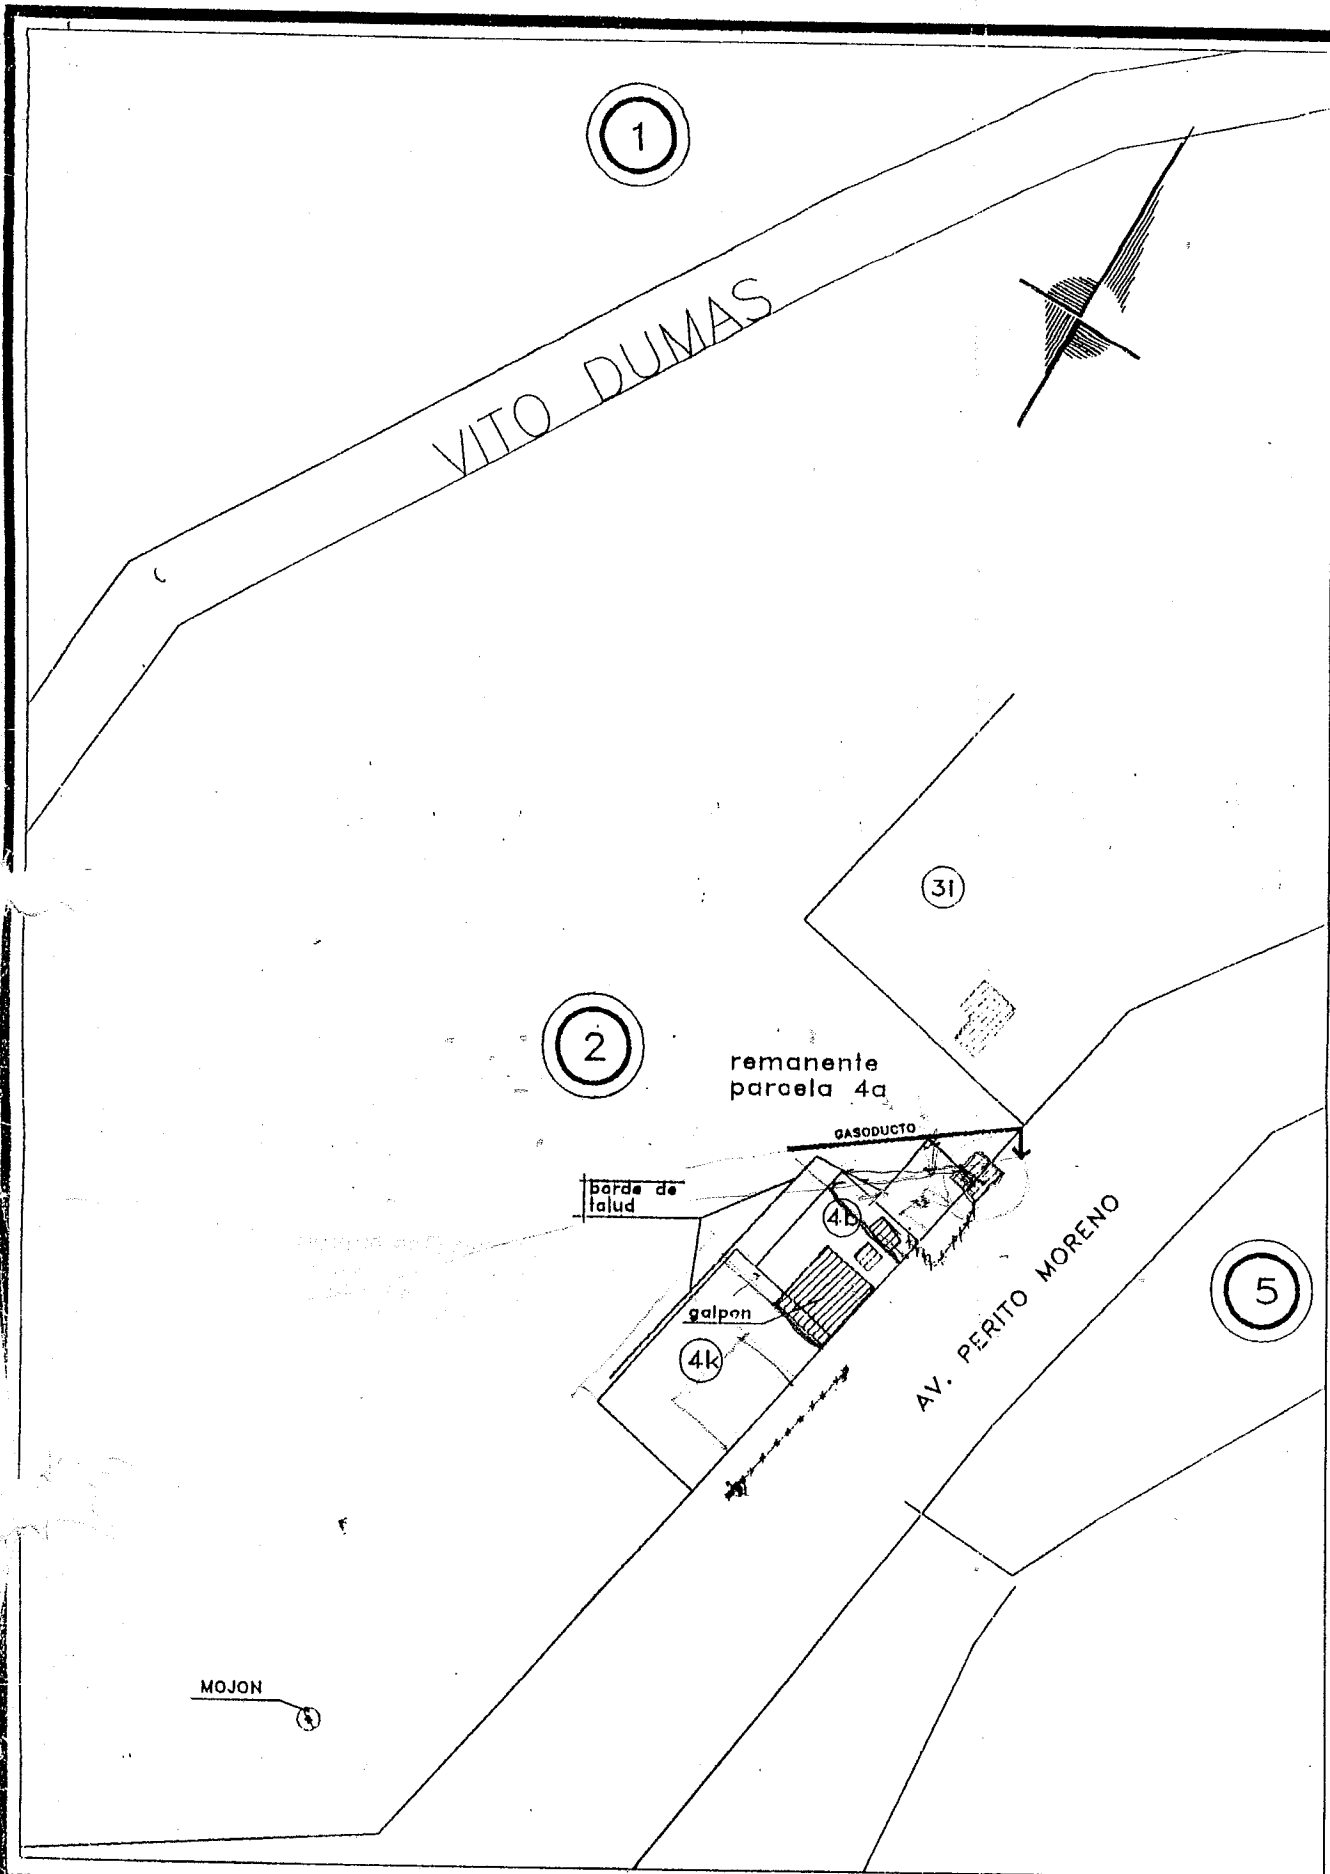 1
VITO DUMAS
31
2
remanente
parcela 4a
GASODUCTO
borde de
talud
4b
galpon
4k
AV. PERITO MORENO
5
MOJON